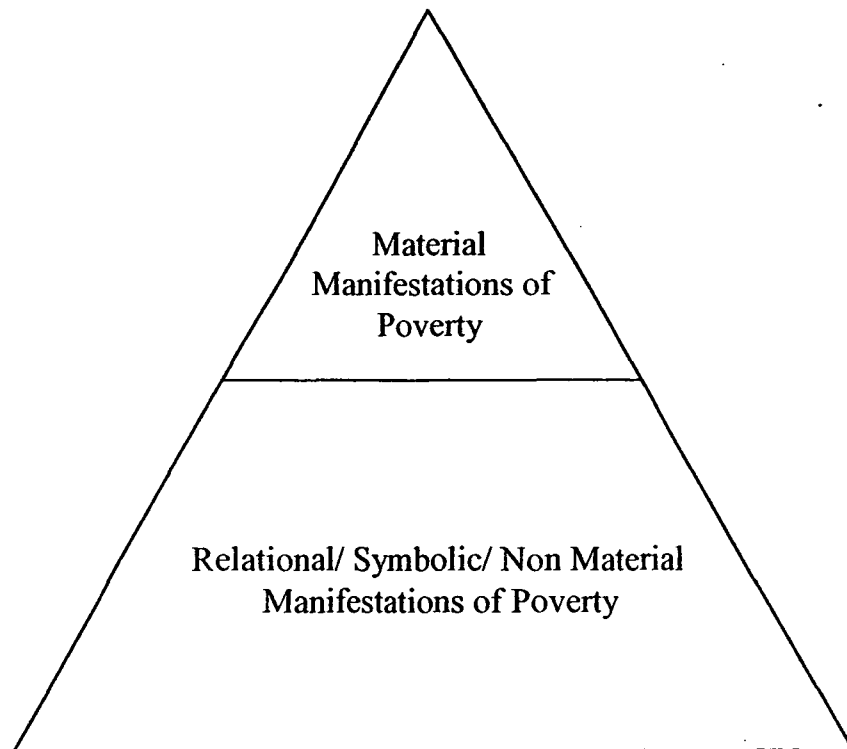 Material
Manifestations of
Poverty
Relational/ Symbolic/ Non Material
Manifestations of Poverty